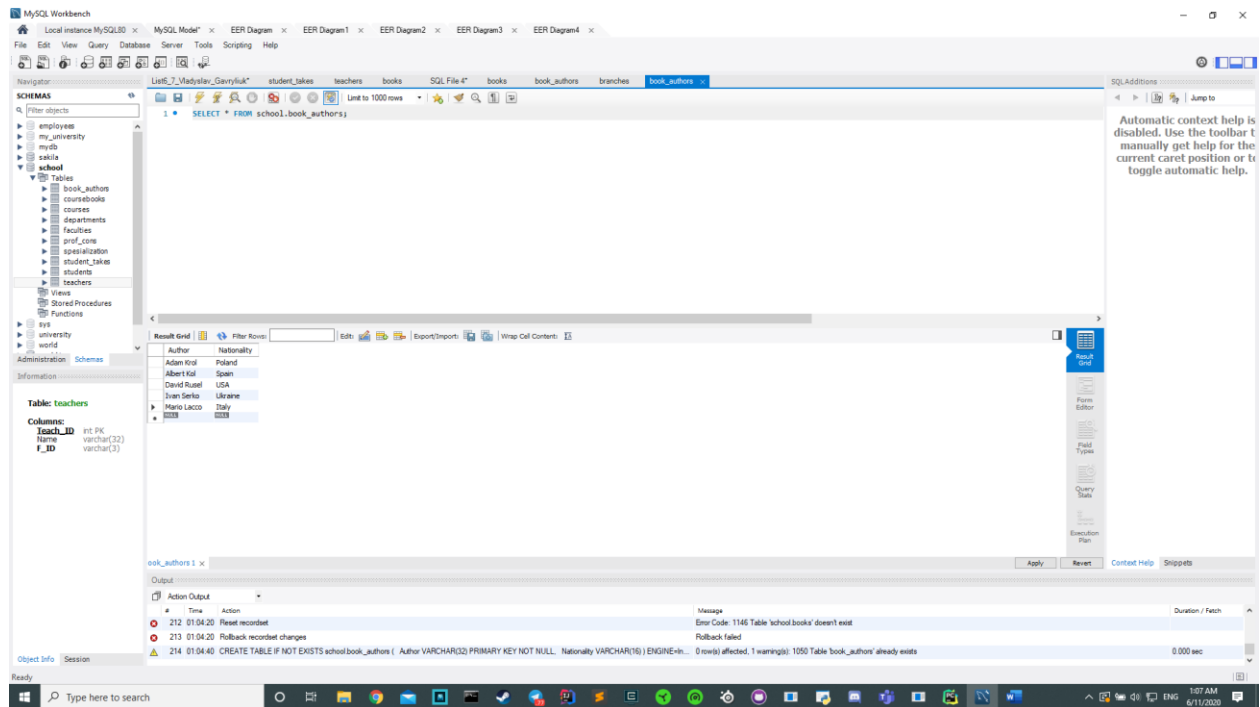 MySQL Workbench
Local instance MySQL80 × MySQL Model* × EER Diagram × EER Diagram1 × EER Diagram2 × EER Diagram3 × EER Diagram4 ×
File Edit View Query Database Server Tools Scripting Help
Navigator
List6_7_Vladyslav_Gavryliuk* student_takes teachers books SQL File 4* books book_authors branches book_authors ×
SQLAdditions
SCHEMAS
Limit to 1000 rows
Jump to
Filter objects
1 SELECT * FROM school.book_authors;
employees
my_university
mydb
sakila
school
Tables
book_authors
coursebooks
courses
departments
faculties
prof_cons
spesialization
student_takes
students
teachers
Views
Stored Procedures
Functions
sys
university
world
Administration Schemas
Automatic context help is
disabled. Use the toolbar t
manually get help for the
current caret position or to
toggle automatic help.
Information
Table: teachers
Columns:
Teach_ID int PK
Name varchar(32)
F_ID varchar(3)
Result Grid Filter Rows: Edit: Export/Import: Wrap Cell Content:
Author Nationality
Adam Krol Poland
Albert Kol Spain
David Rusel USA
Ivan Serko Ukraine
Mario Lacco Italy
NULL NULL
Result
Grid
Form
Editor
Field
Types
Query
Stats
Execution
Plan
ook_authors 1 ×
Apply Revert
Context Help Snippets
Output
Action Output
# Time Action Message Duration / Fetch
212 01:04:20 Reset recordset Error Code: 1146 Table 'school.books' doesn't exist
213 01:04:20 Rollback recordset changes Rollback failed
214 01:04:40 CREATE TABLE IF NOT EXISTS school.book_authors ( Author VARCHAR(32) PRIMARY KEY NOT NULL, Nationality VARCHAR(16) ) ENGINE=In... 0 row(s) affected, 1 warning(s): 1050 Table 'book_authors' already exists 0.000 sec
Object Info Session
Ready
Type here to search
ENG
1:07 AM
6/11/2020